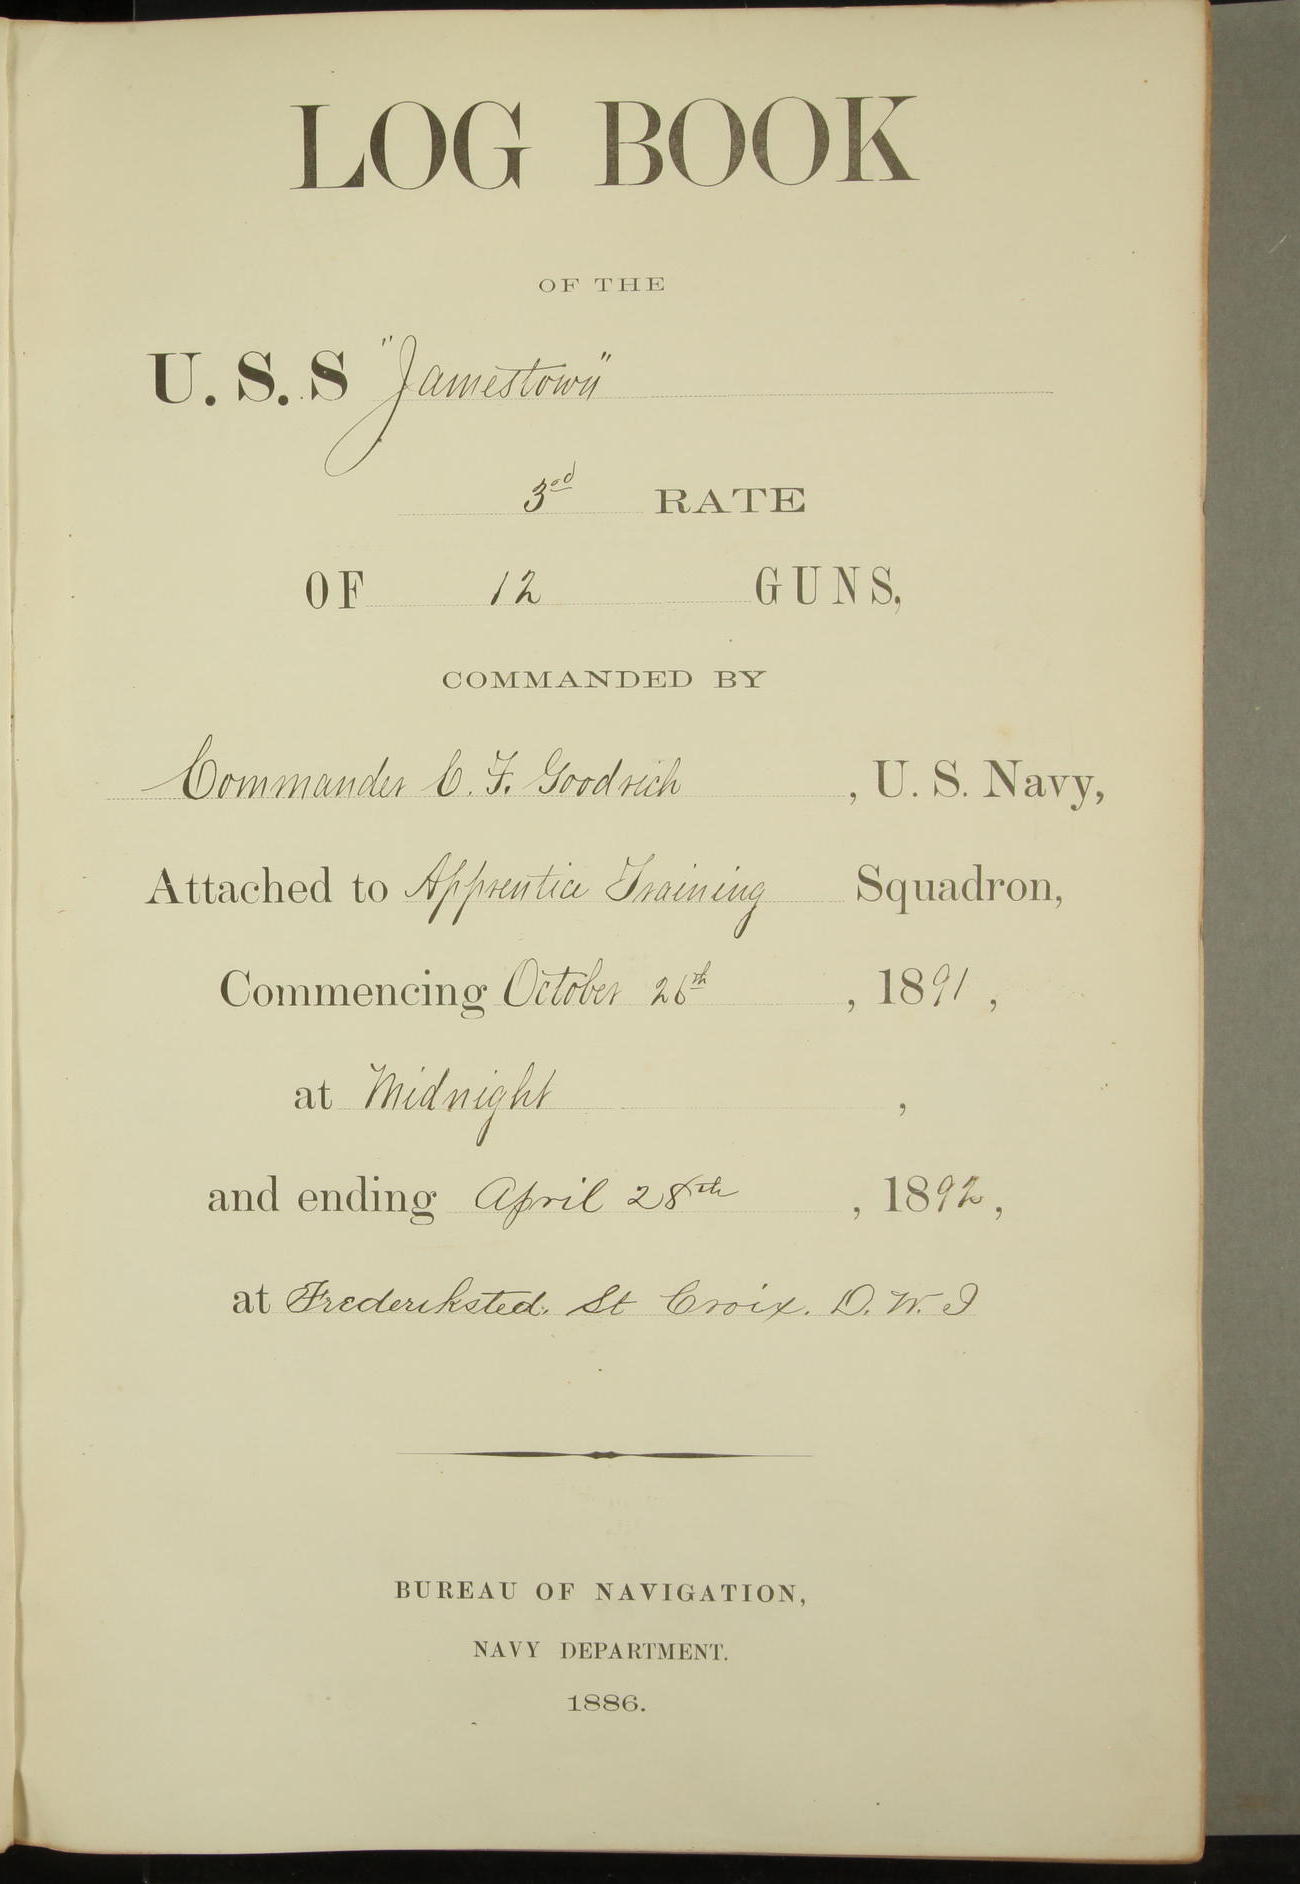 LOG BOOK
OF THE
U. S. S "Jamestown"
3rd RATE
OF 12 GUNS,
COMMANDED BY
Commander C. F. Goodrich, U. S. Navy,
Attached to Apprentice Training Squadron,
Commencing October 26th, 1891,
at Midnight,
and ending April 28th, 1892,
at Frederiksted. St Croix. D. W. I
BUREAU OF NAVIGATION,
NAVY DEPARTMENT.
1886.